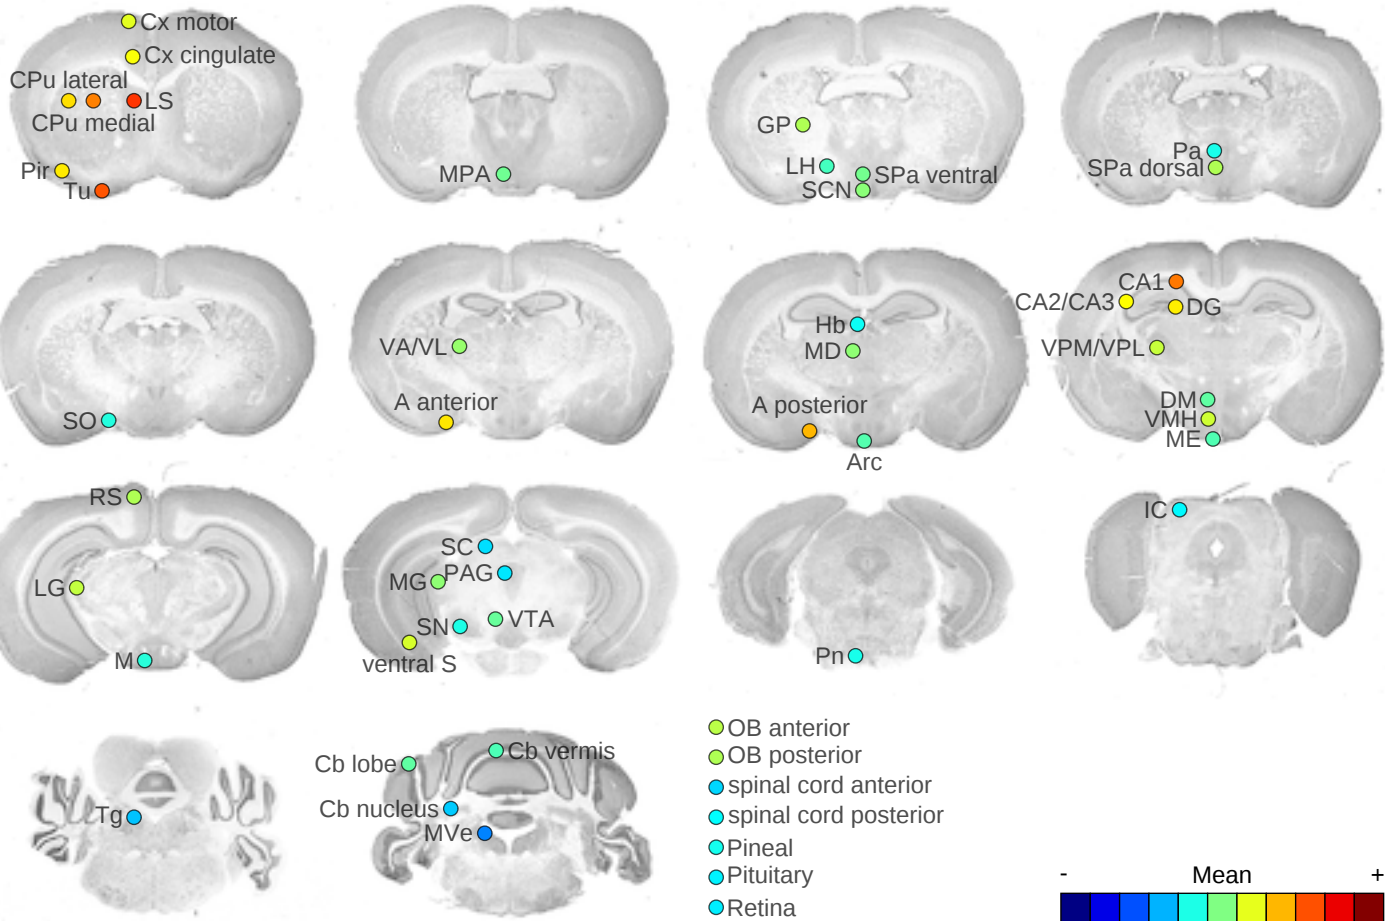 Cx motor
Cx cingulate
CPu lateral
LS
CPu medial
Pir
Tu
MPA
GP
LH
SPa ventral
SCN
Pa
SPa dorsal
SO
VA/VL
A anterior
Hb
MD
A posterior
Arc
CA1
CA2/CA3
DG
VPM/VPL
DM
VMH
ME
RS
LG
M
SC
PAG
MG
VTA
SN
ventral S
Pn
IC
Tg
Cb vermis
Cb lobe
Cb nucleus
MVe
OB anterior
OB posterior
spinal cord anterior
spinal cord posterior
Pineal
Pituitary
Retina
- Mean +